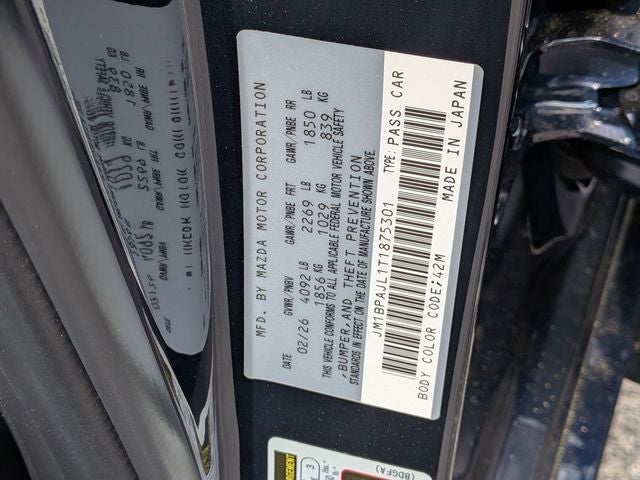 MFD. BY MAZDA MOTOR CORPORATION
DATE GVWR/PNBV GAWR/PNBE FRT GAWR/PNBE RR
02/26 4092 LB 2269 LB 1850 LB
1856 KG 1029 KG 839 KG
THIS VEHICLE CONFORMS TO ALL APPLICABLE FEDERAL MOTOR VEHICLE SAFETY
,BUMPER,AND THEFT PREVENTION
STANDARDS IN EFFECT ON THE DATE OF MANUFACTURE SHOWN ABOVE.
JM1BPAJL1T1875301 TYPE: PASS CAR
BODY COLOR CODE;42M MADE IN JAPAN
(BDGFA)
3